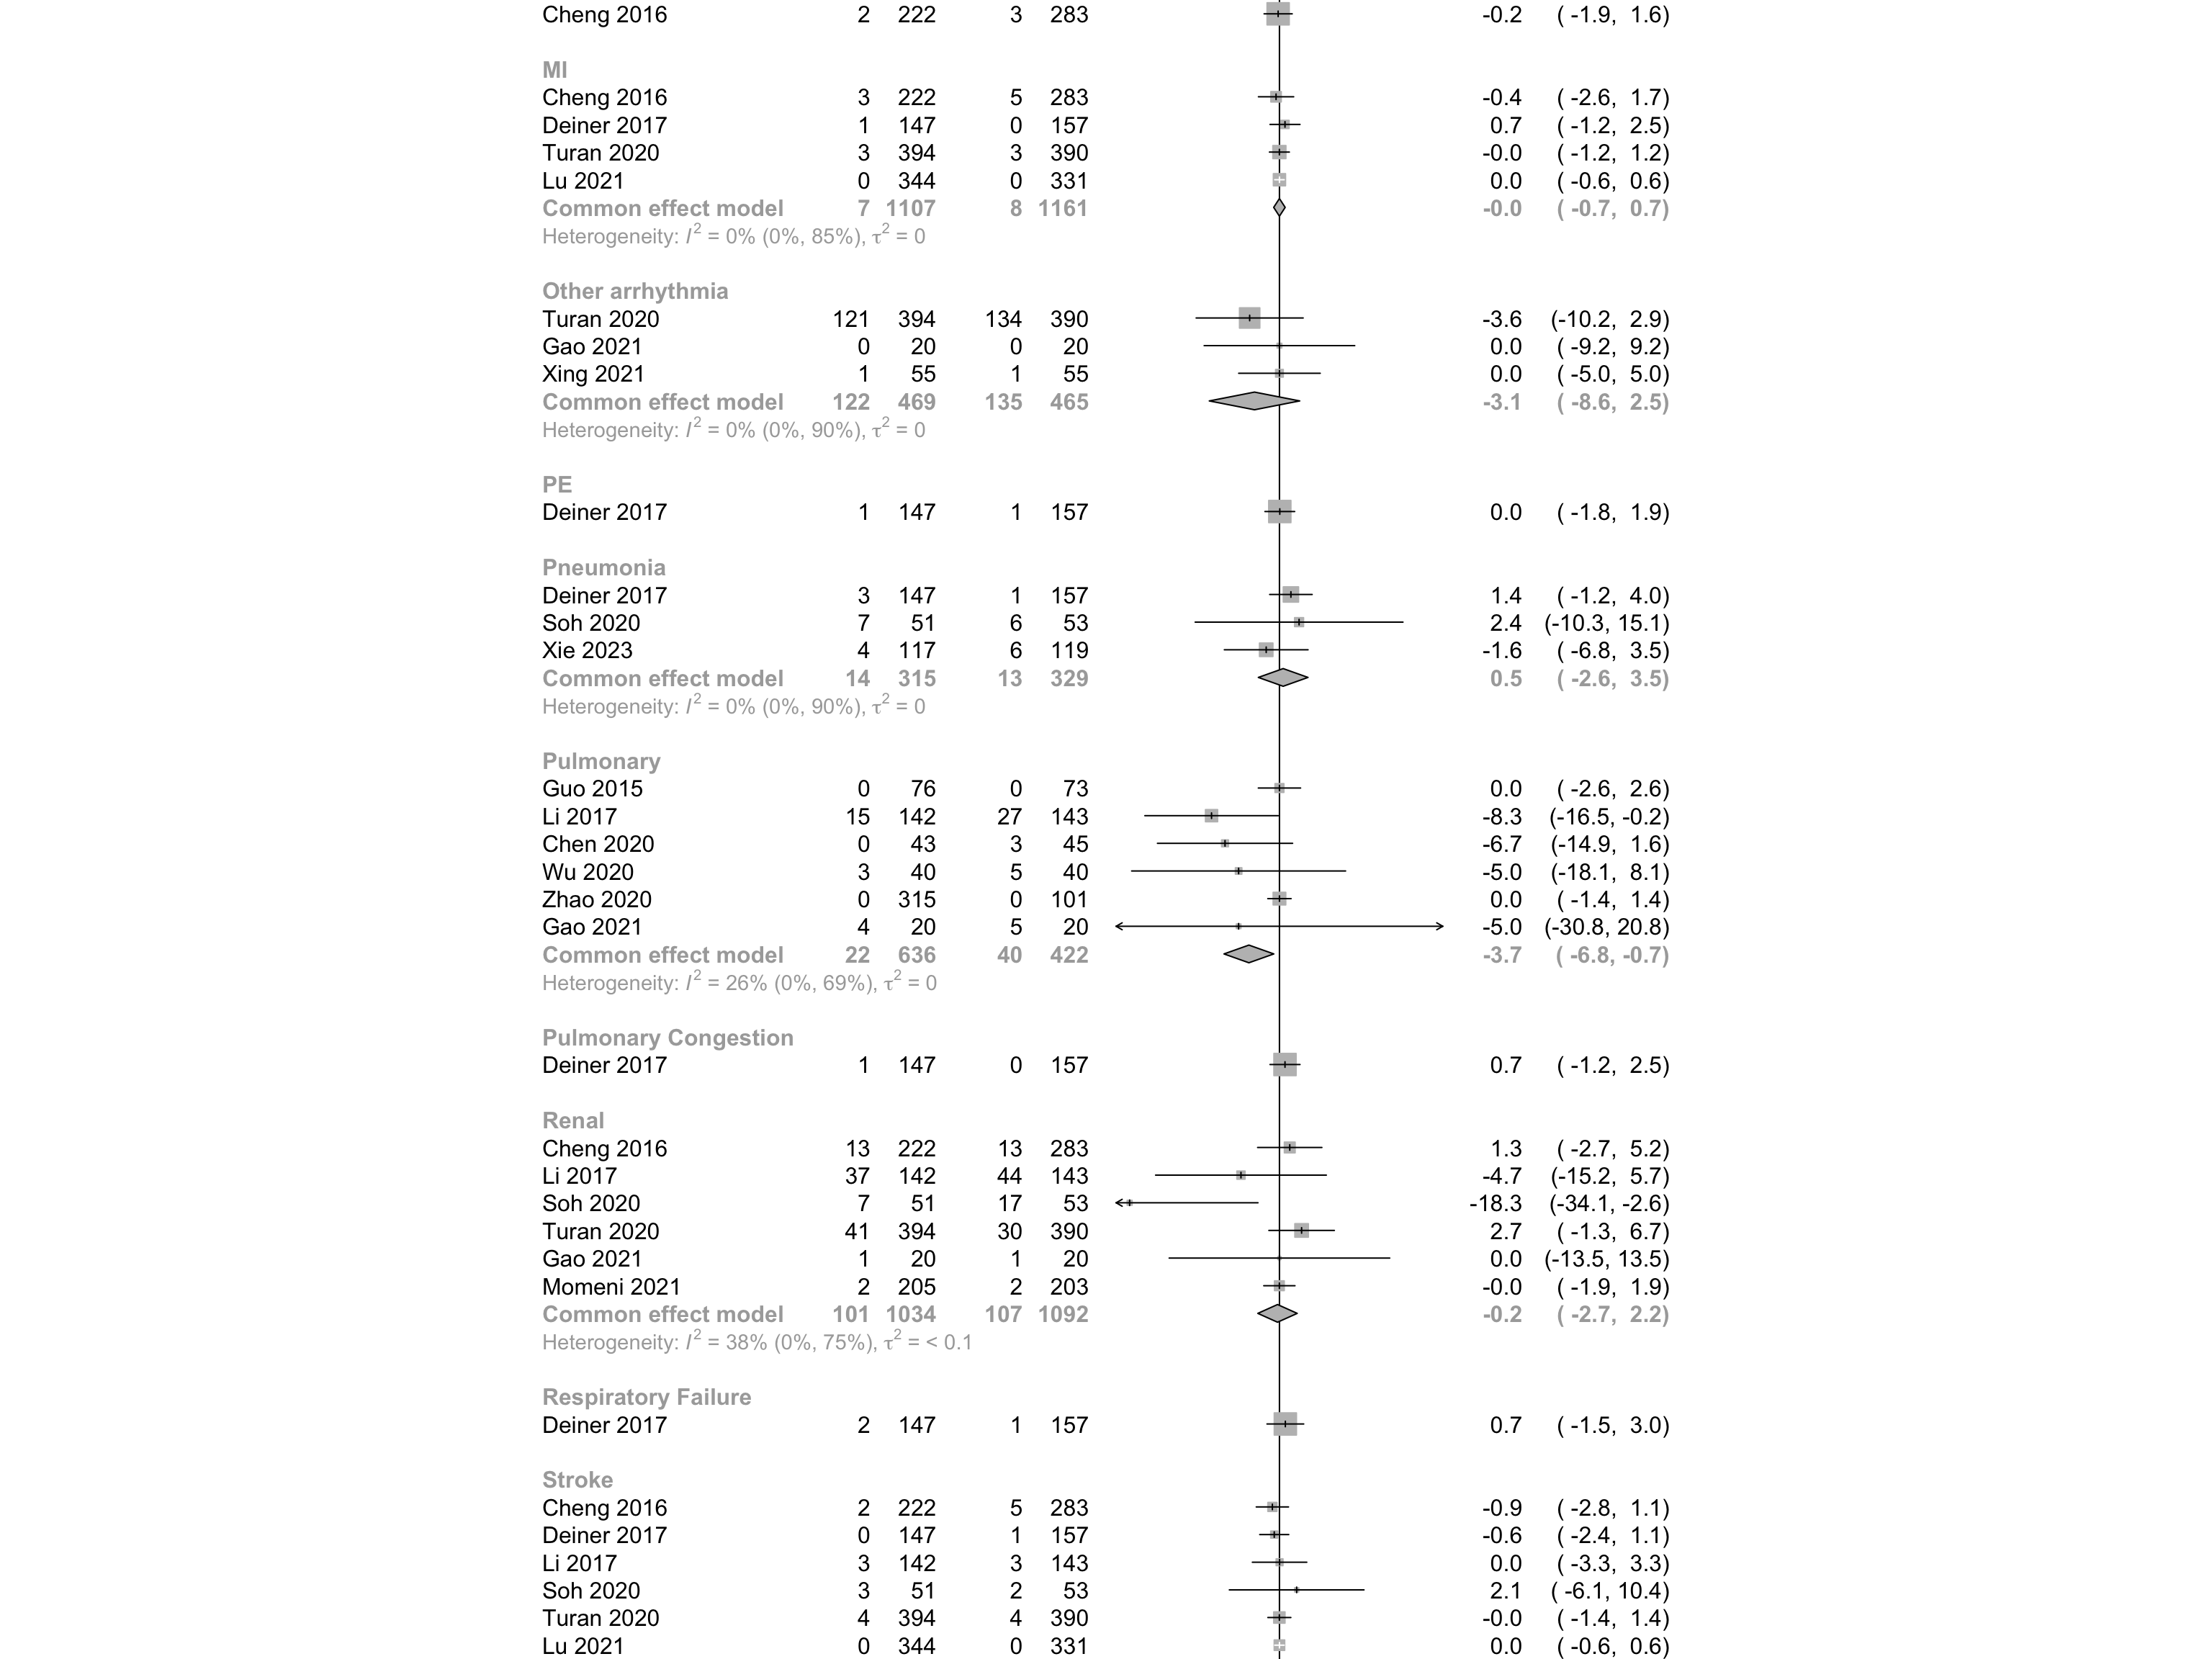 Cheng 2016 2 222 3 283 -0.2 ( -1.9, 1.6)
MI
Cheng 2016 3 222 5 283 -0.4 ( -2.6, 1.7)
Deiner 2017 1 147 0 157 0.7 ( -1.2, 2.5)
Turan 2020 3 394 3 390 -0.0 ( -1.2, 1.2)
Lu 2021 0 344 0 331 0.0 ( -0.6, 0.6)
Common effect model 7 1107 8 1161 -0.0 ( -0.7, 0.7)
Heterogeneity: I² = 0% (0%, 85%), τ² = 0
Other arrhythmia
Turan 2020 121 394 134 390 -3.6 (-10.2, 2.9)
Gao 2021 0 20 0 20 0.0 ( -9.2, 9.2)
Xing 2021 1 55 1 55 0.0 ( -5.0, 5.0)
Common effect model 122 469 135 465 -3.1 ( -8.6, 2.5)
Heterogeneity: I² = 0% (0%, 90%), τ² = 0
PE
Deiner 2017 1 147 1 157 0.0 ( -1.8, 1.9)
Pneumonia
Deiner 2017 3 147 1 157 1.4 ( -1.2, 4.0)
Soh 2020 7 51 6 53 2.4 (-10.3, 15.1)
Xie 2023 4 117 6 119 -1.6 ( -6.8, 3.5)
Common effect model 14 315 13 329 0.5 ( -2.6, 3.5)
Heterogeneity: I² = 0% (0%, 90%), τ² = 0
Pulmonary
Guo 2015 0 76 0 73 0.0 ( -2.6, 2.6)
Li 2017 15 142 27 143 -8.3 (-16.5, -0.2)
Chen 2020 0 43 3 45 -6.7 (-14.9, 1.6)
Wu 2020 3 40 5 40 -5.0 (-18.1, 8.1)
Zhao 2020 0 315 0 101 0.0 ( -1.4, 1.4)
Gao 2021 4 20 5 20 -5.0 (-30.8, 20.8)
Common effect model 22 636 40 422 -3.7 ( -6.8, -0.7)
Heterogeneity: I² = 26% (0%, 69%), τ² = 0
Pulmonary Congestion
Deiner 2017 1 147 0 157 0.7 ( -1.2, 2.5)
Renal
Cheng 2016 13 222 13 283 1.3 ( -2.7, 5.2)
Li 2017 37 142 44 143 -4.7 (-15.2, 5.7)
Soh 2020 7 51 17 53 -18.3 (-34.1, -2.6)
Turan 2020 41 394 30 390 2.7 ( -1.3, 6.7)
Gao 2021 1 20 1 20 0.0 (-13.5, 13.5)
Momeni 2021 2 205 2 203 -0.0 ( -1.9, 1.9)
Common effect model 101 1034 107 1092 -0.2 ( -2.7, 2.2)
Heterogeneity: I² = 38% (0%, 75%), τ² = < 0.1
Respiratory Failure
Deiner 2017 2 147 1 157 0.7 ( -1.5, 3.0)
Stroke
Cheng 2016 2 222 5 283 -0.9 ( -2.8, 1.1)
Deiner 2017 0 147 1 157 -0.6 ( -2.4, 1.1)
Li 2017 3 142 3 143 0.0 ( -3.3, 3.3)
Soh 2020 3 51 2 53 2.1 ( -6.1, 10.4)
Turan 2020 4 394 4 390 -0.0 ( -1.4, 1.4)
Lu 2021 0 344 0 331 0.0 ( -0.6, 0.6)